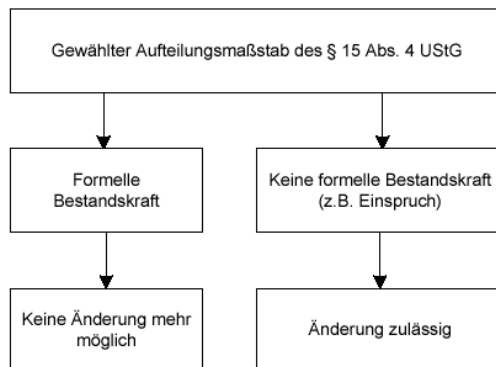 Gewählter Aufteilungsmaßstab des § 15 Abs. 4 UStG
Formelle
Bestandskraft
Keine formelle Bestandskraft
(z.B. Einspruch)
Keine Änderung mehr
möglich
Änderung zulässig